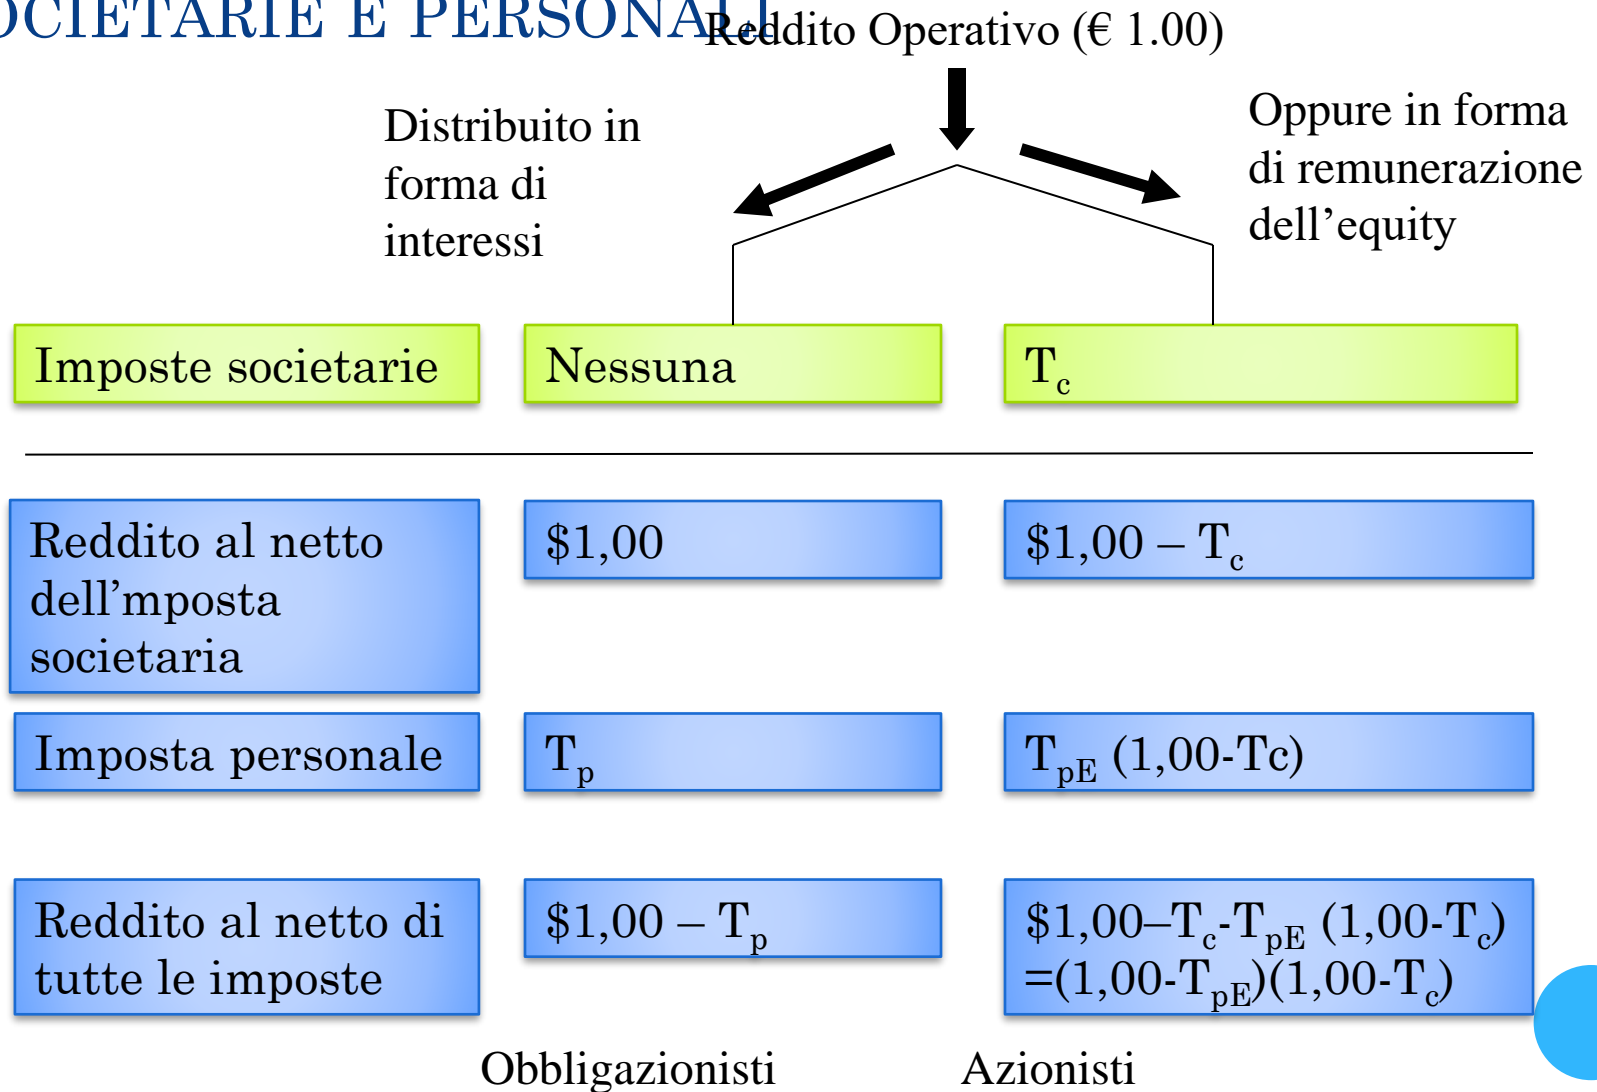 OCIETARIE E PERSONALI
Reddito Operativo (€ 1.00)
Distribuito in
forma di
interessi
Oppure in forma
di remunerazione
dell’equity
Imposte societarie
Nessuna
Tc
Reddito al netto
dell’mposta
societaria
$1,00
$1,00 – Tc
Imposta personale
Tp
TpE (1,00-Tc)
Reddito al netto di
tutte le imposte
$1,00 – Tp
$1,00–Tc-TpE (1,00-Tc)
=(1,00-TpE)(1,00-Tc)
Obbligazionisti
Azionisti